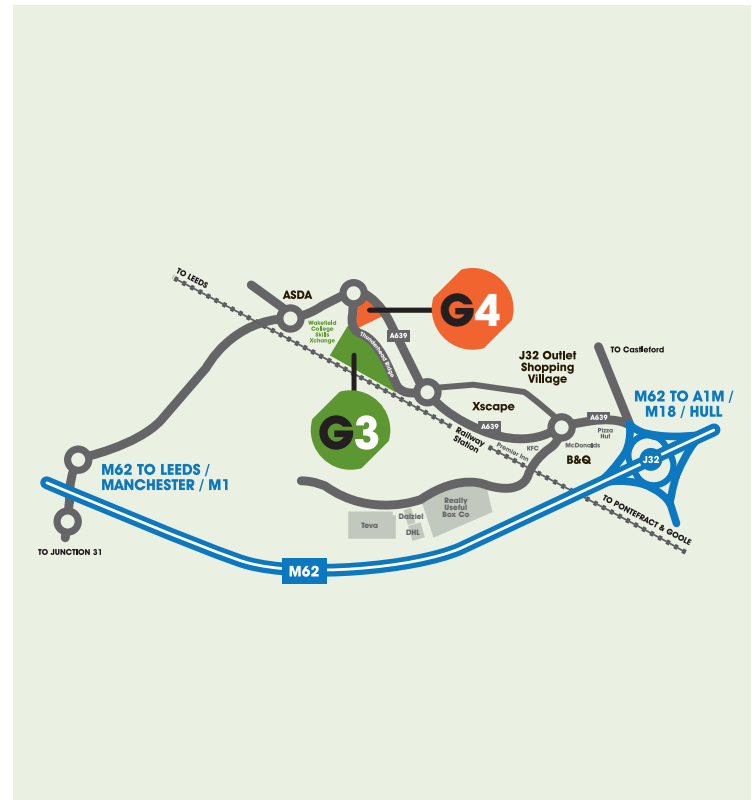 TO LEEDS
ASDA
Wakefield
College
Skills
Xchange
G4
A639
Thunderhead Ridge
G3
J32 Outlet
Shopping
Village
TO Castleford
M62 TO A1M /
M18 / HULL
Xscape
A639
A639
Railway
Station
Premier Inn
KFC
McDonalds
Pizza
Hut
B&Q
J32
M62 TO LEEDS /
MANCHESTER / M1
Really
Useful
Box Co
Dalziel
Teva
DHL
TO PONTEFRACT & GOOLE
TO JUNCTION 31
M62